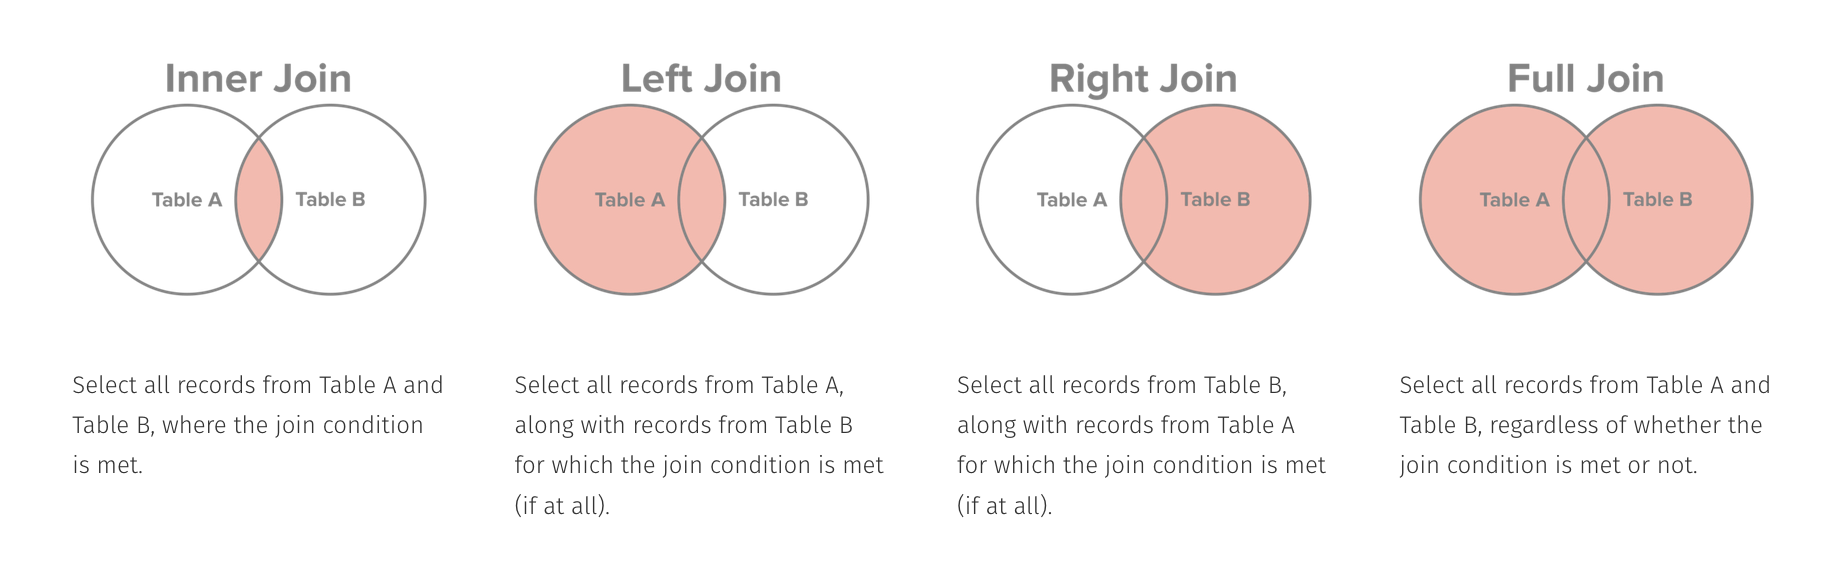 Inner Join
Table A
Table B
Select all records from Table A and
Table B, where the join condition
is met.
Left Join
Table A
Table B
Select all records from Table A,
along with records from Table B
for which the join condition is met
(if at all).
Right Join
Table A
Table B
Select all records from Table B,
along with records from Table A
for which the join condition is met
(if at all).
Full Join
Table A
Table B
Select all records from Table A and
Table B, regardless of whether the
join condition is met or not.